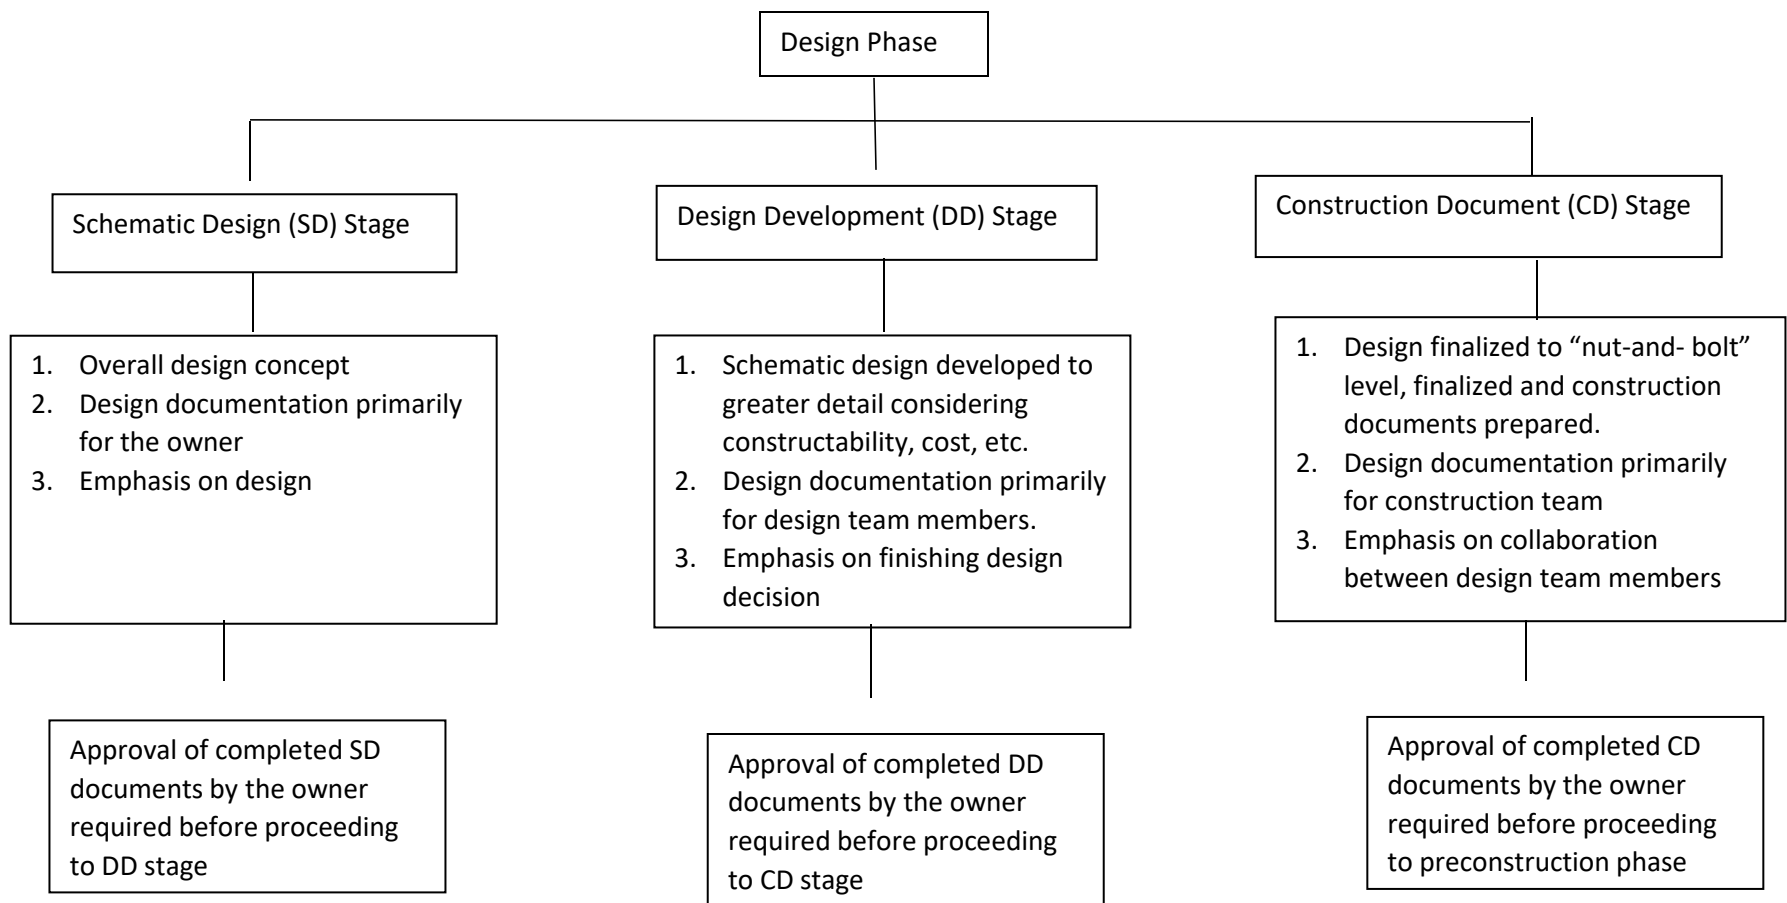 Design Phase
Schematic Design (SD) Stage
Design Development (DD) Stage
Construction Document (CD) Stage
1. Overall design concept
2. Design documentation primarily
for the owner
3. Emphasis on design
1. Schematic design developed to
greater detail considering
constructability, cost, etc.
2. Design documentation primarily
for design team members.
3. Emphasis on finishing design
decision
1. Design finalized to “nut-and- bolt”
level, finalized and construction
documents prepared.
2. Design documentation primarily
for construction team
3. Emphasis on collaboration
between design team members
Approval of completed SD
documents by the owner
required before proceeding
to DD stage
Approval of completed DD
documents by the owner
required before proceeding
to CD stage
Approval of completed CD
documents by the owner
required before proceeding
to preconstruction phase